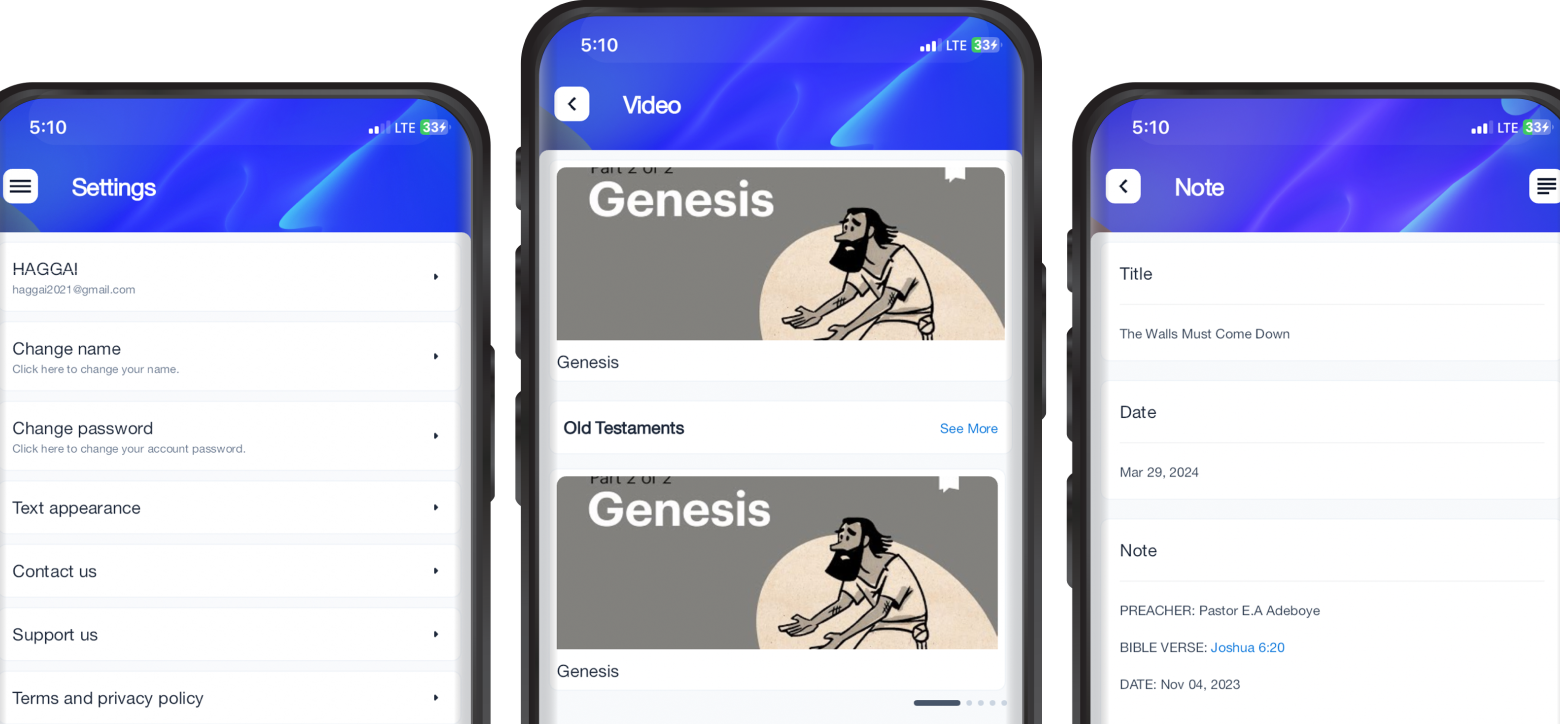 5:10
LTE 33
Settings
HAGGAI
haggai2021@gmail.com
Change name
Click here to change your name.
Change password
Click here to change your account password.
Text appearance
Contact us
Support us
Terms and privacy policy
5:10
LTE 33
Video
Part 2 of 2
Genesis
Genesis
Old Testaments
See More
Part 2 of 2
Genesis
Genesis
5:10
LTE 33
Note
Title
The Walls Must Come Down
Date
Mar 29, 2024
Note
PREACHER: Pastor E.A Adeboye
BIBLE VERSE: Joshua 6:20
DATE: Nov 04, 2023